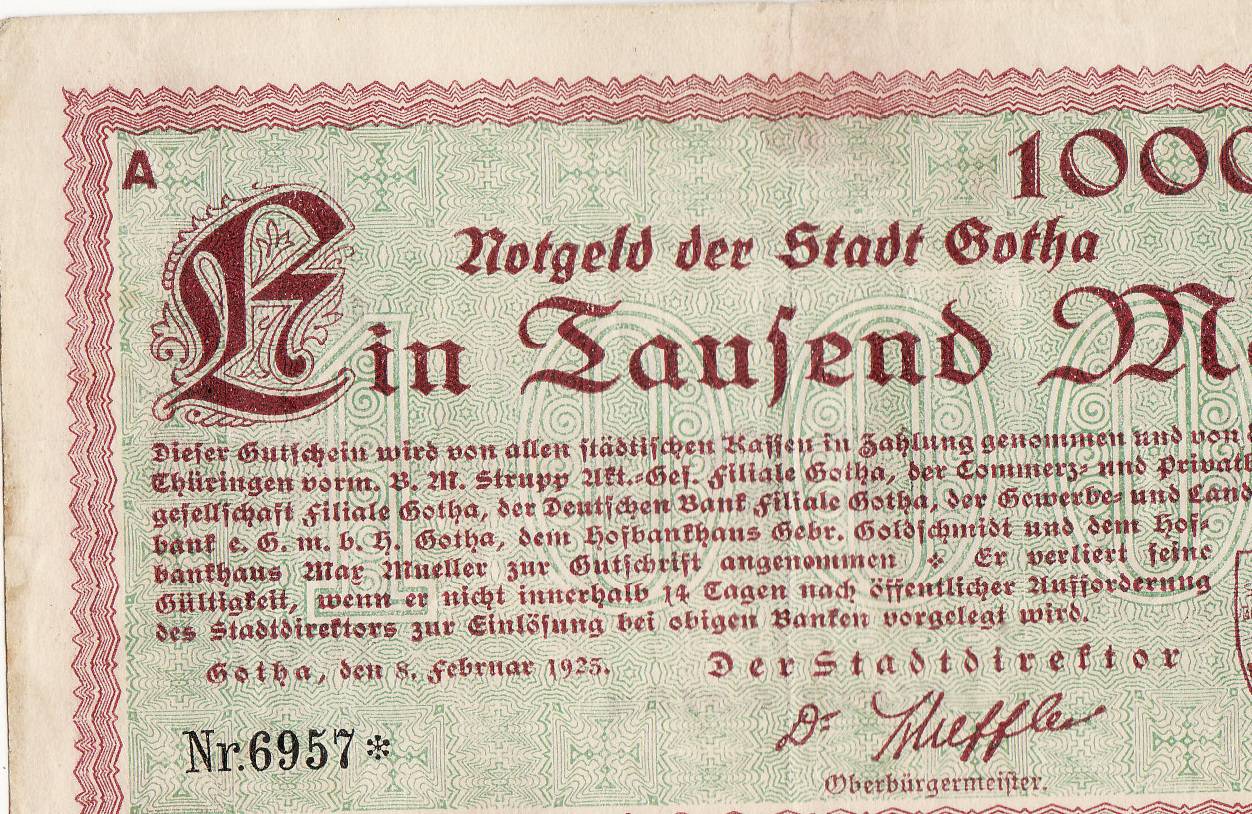 A
1000
Notgeld der Stadt Gotha
Ein Tausend
Dieser Gutschein wird von allen städtischen Kassen in Zahlung genommen und von
Thüringen vorm. B. M. Strupp Akt.-Ges. Filiale Gotha, der Commerz- und Privat
gesellschaft Filiale Gotha, der Deutschen Bank Filiale Gotha, der Gewerbe- und Land
bank e. G. m. b. H. Gotha, dem Hofbankhaus Gebr. Goldschmidt und dem Hof-
bankhaus Max Mueller zur Gutschrift angenommen * Er verliert seine
Gültigkeit, wenn er nicht innerhalb 14 Tagen nach öffentlicher Aufforderung
des Stadtdirektors zur Einlösung bei obigen Banken vorgelegt wird.
Gotha, den 8. Februar 1923. Der Stadtdirektor
Dr Scheffler
Nr.6957*
Oberbürgermeister.